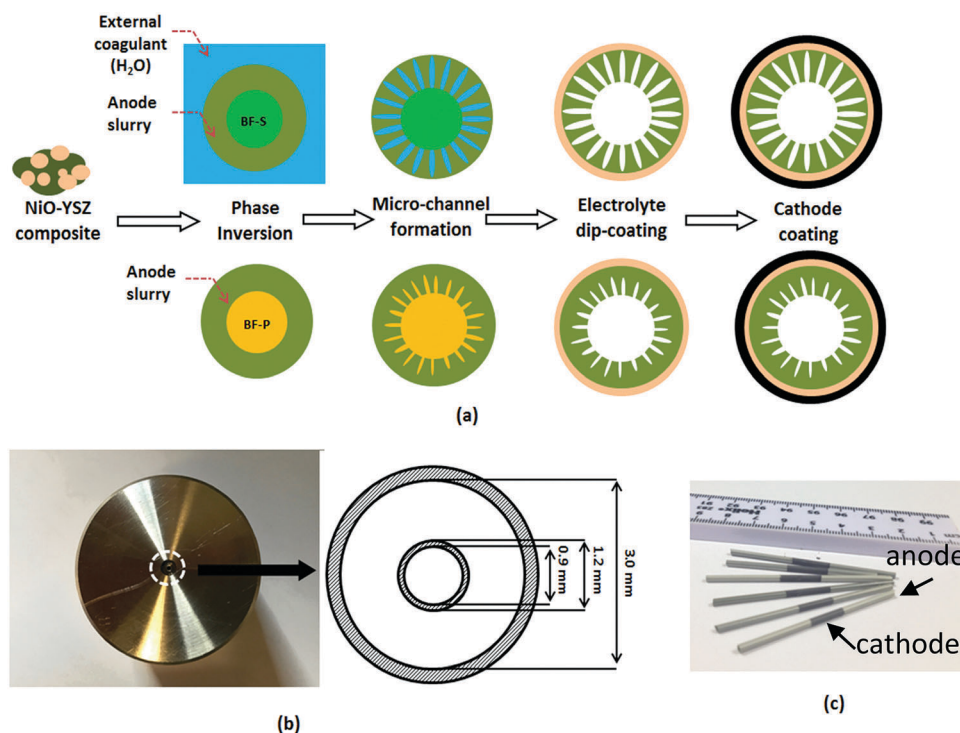 External
coagulant
(H₂O)
Anode
slurry
BF-S
NiO-YSZ
composite
Phase
Inversion
Micro-channel
formation
Electrolyte
dip-coating
Cathode
coating
Anode
slurry
BF-P
(a)
0.9 mm
1.2 mm
3.0 mm
(b)
anode
cathode
(c)